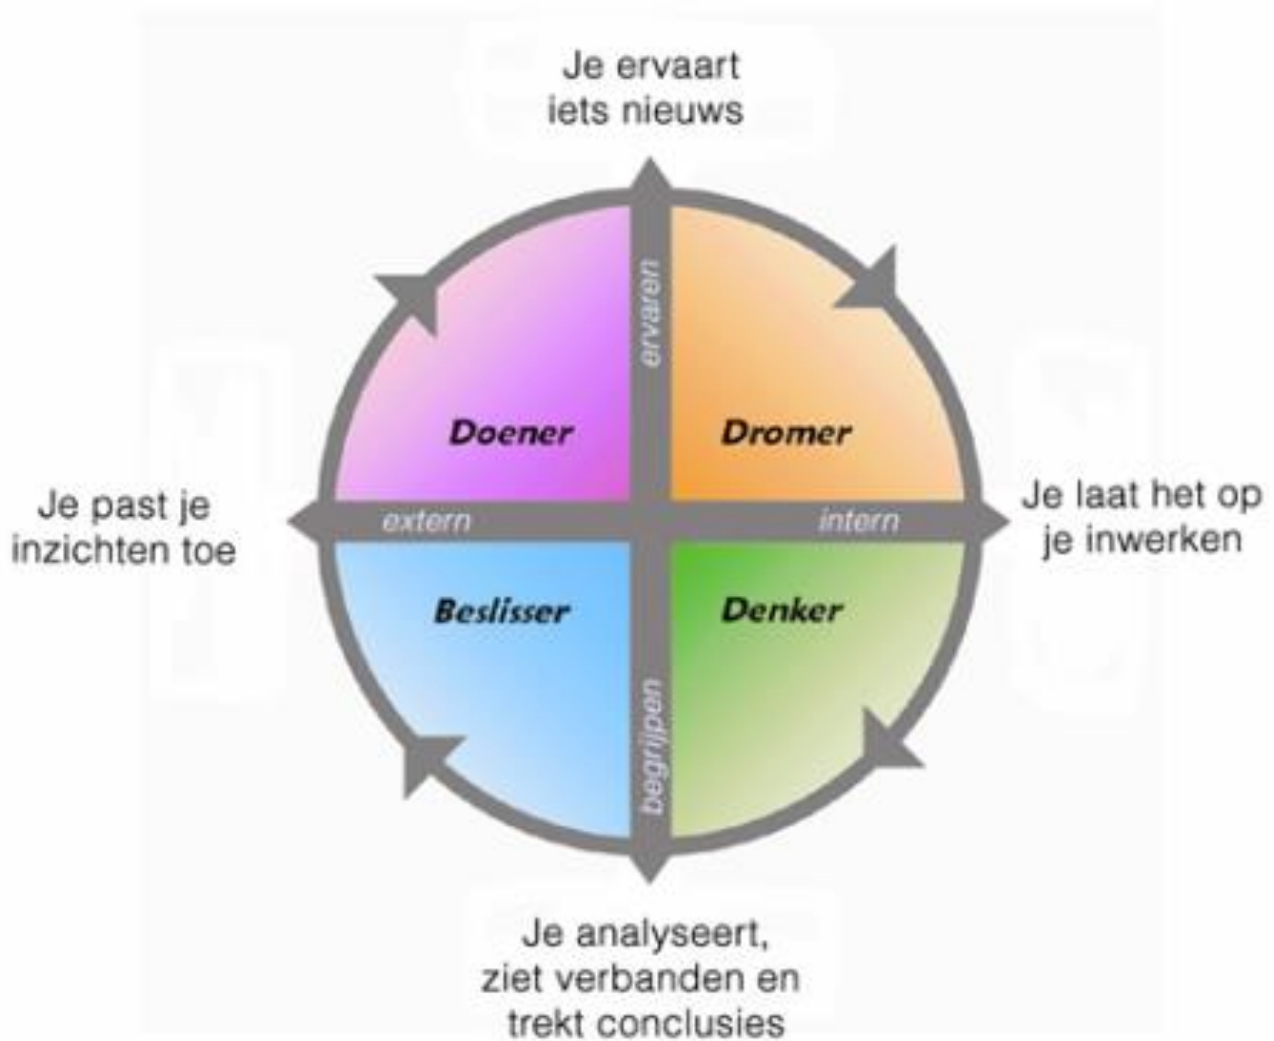 Je ervaart
iets nieuws
ervaren
Doener
Dromer
Je past je
inzichten toe
extern
intern
Je laat het op
je inwerken
Beslisser
Denker
begrijpen
Je analyseert,
ziet verbanden en
trekt conclusies